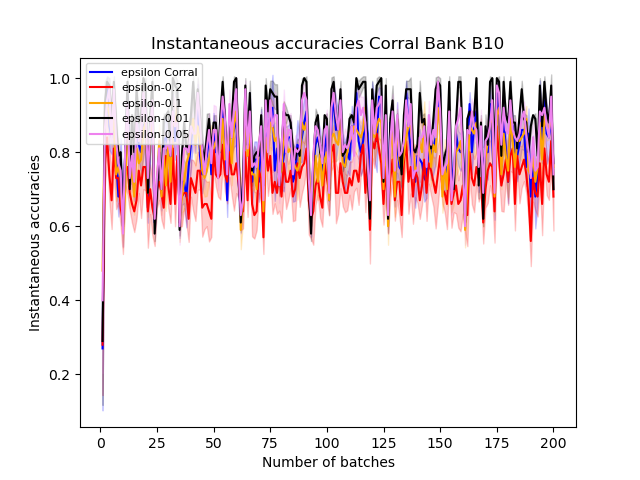 Instantaneous accuracies Corral Bank B10
epsilon Corral
epsilon-0.2
epsilon-0.1
epsilon-0.01
epsilon-0.05
Instantaneous accuracies
1.0
0.8
0.6
0.4
0.2
0 25 50 75 100 125 150 175 200
Number of batches